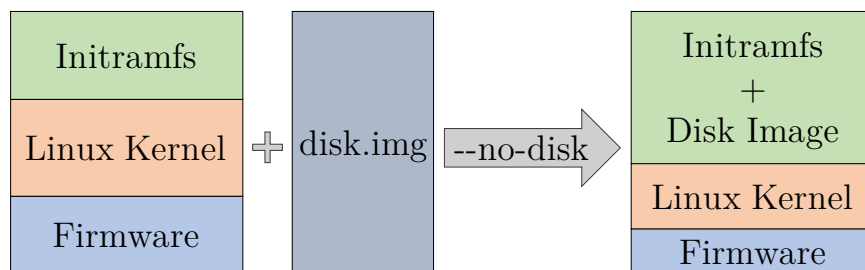 Initramfs
Linux Kernel
Firmware
+
disk.img
--no-disk
Initramfs
+
Disk Image
Linux Kernel
Firmware